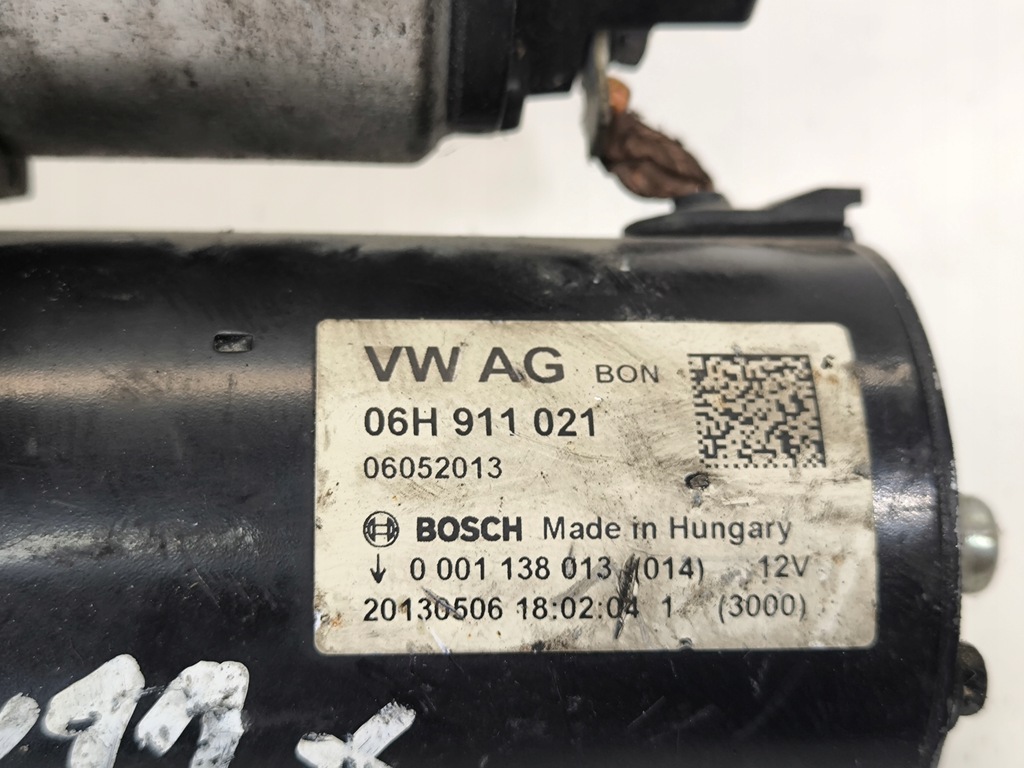 VW AG BON
06H 911 021
06052013
BOSCH Made in Hungary
↓ 0 001 138 013 (014) 12V
20130506 18:02:04 1 (3000)